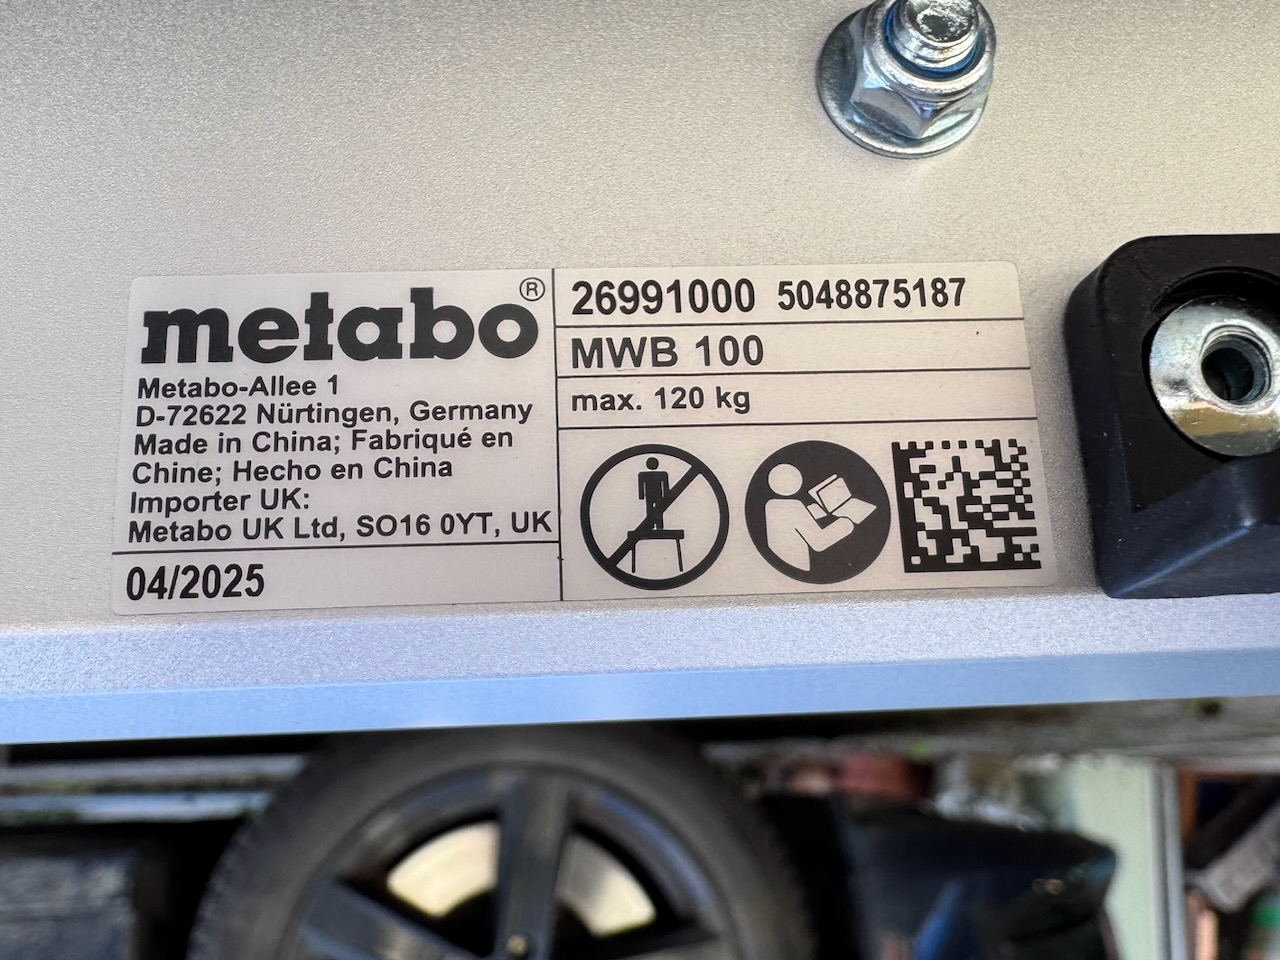 metabo®
Metabo-Allee 1
D-72622 Nürtingen, Germany
Made in China; Fabriqué en
Chine; Hecho en China
Importer UK:
Metabo UK Ltd, SO16 0YT, UK
04/2025
26991000 5048875187
MWB 100
max. 120 kg